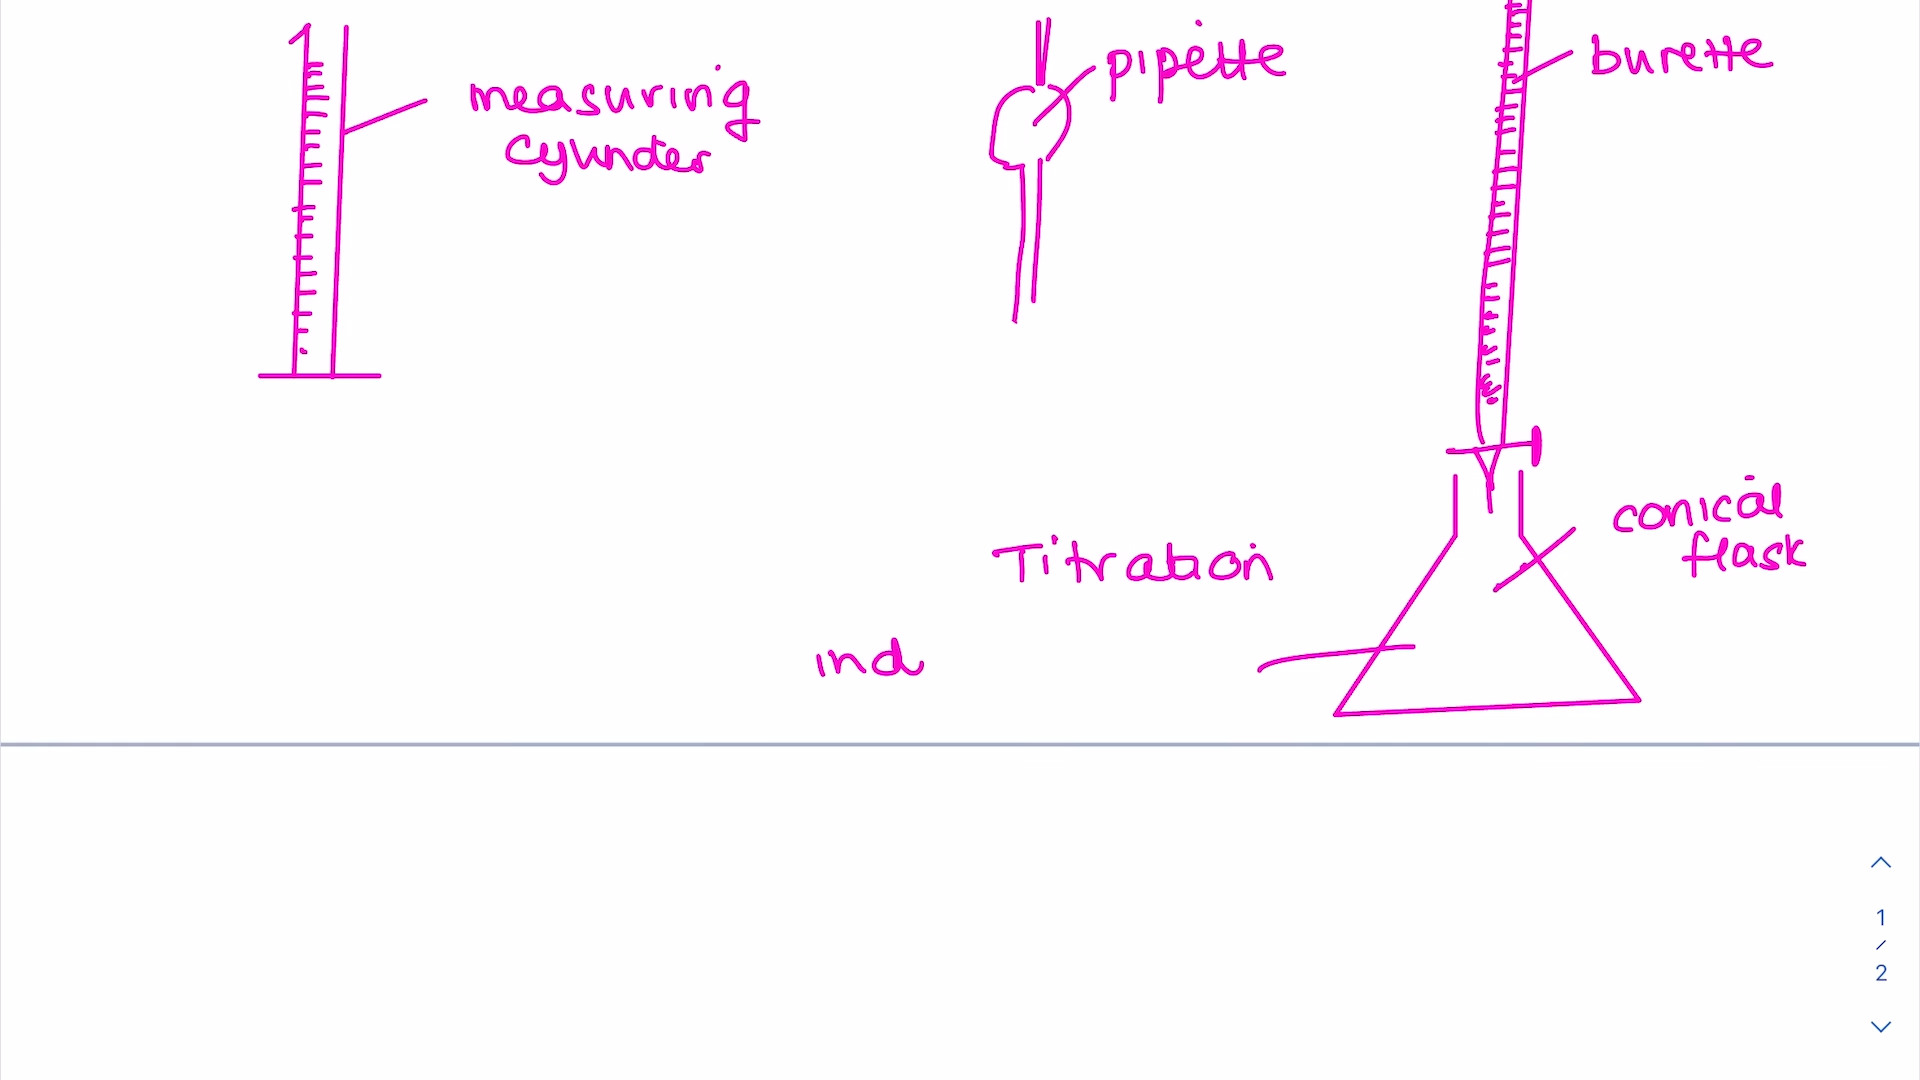 measuring
cylinder
pipette
burette
conical
flask
Titration
ind
1
/
2